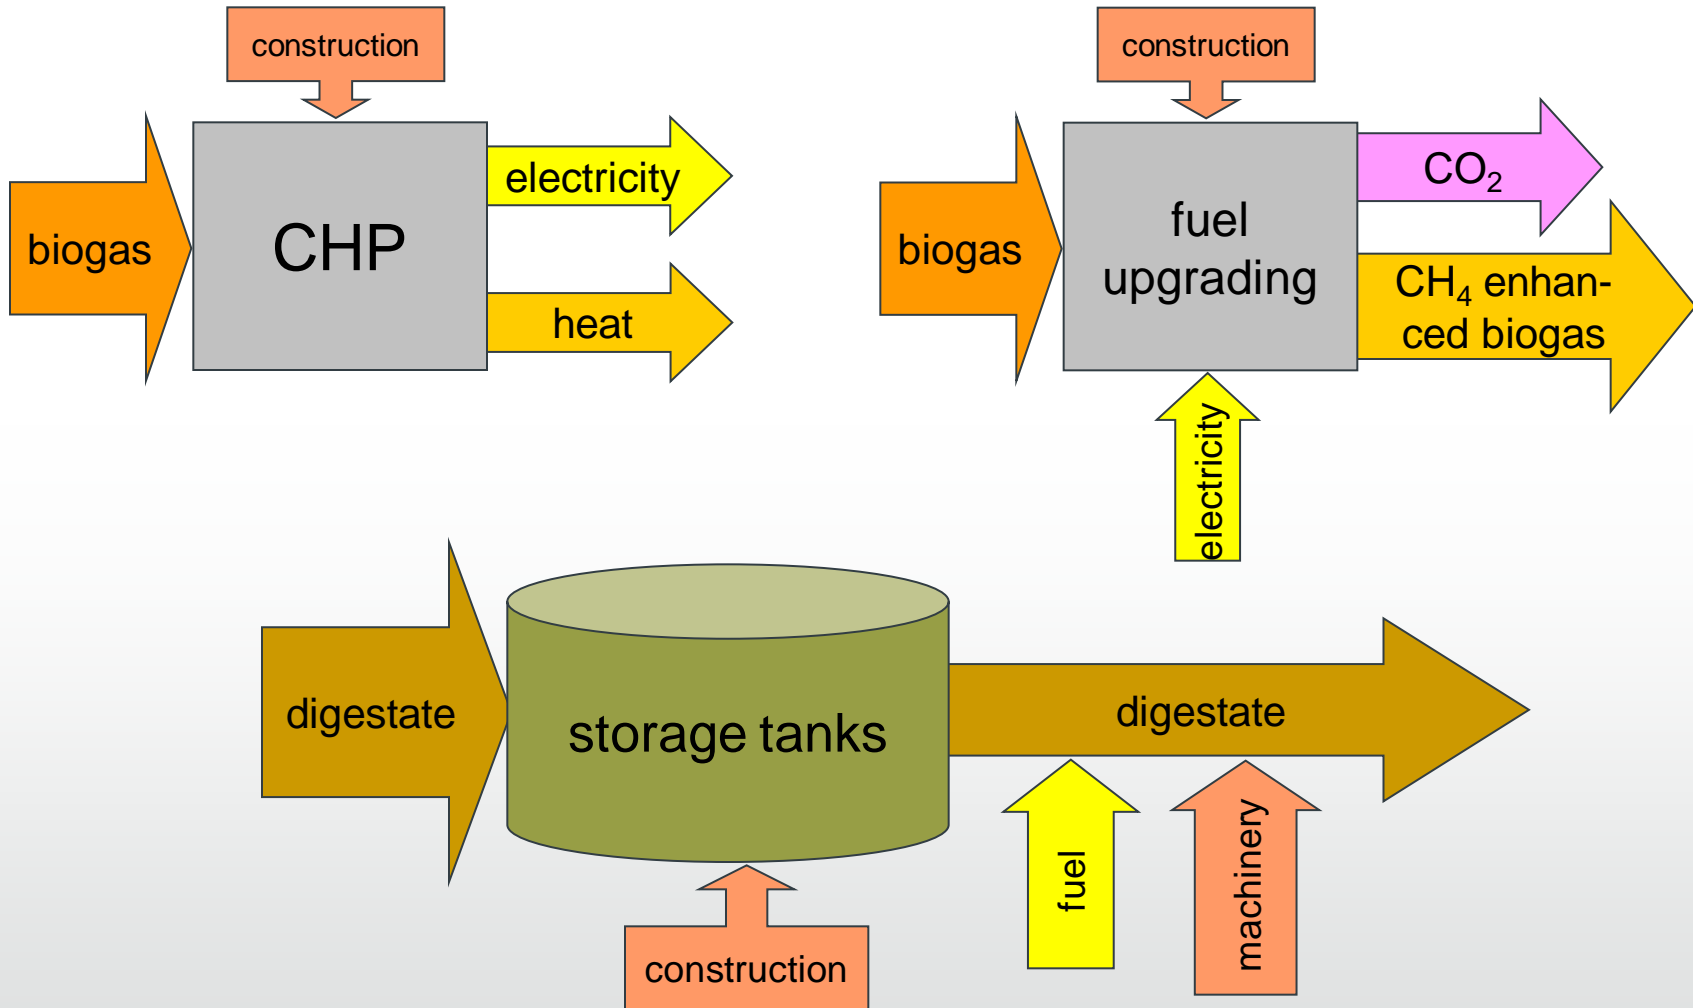 construction
biogas
CHP
electricity
heat
construction
biogas
fuel
upgrading
CO₂
CH₄ enhan-
ced biogas
electricity
digestate
storage tanks
digestate
fuel
machinery
construction